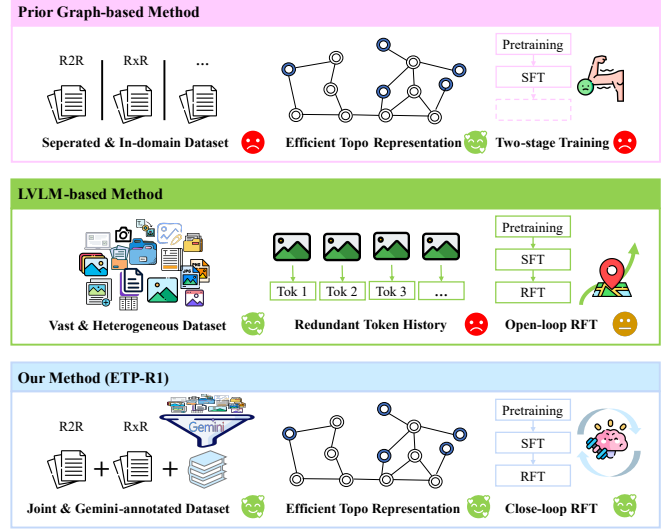 Prior Graph-based Method
R2R RxR ...
Pretraining
SFT
Seperated & In-domain Dataset Efficient Topo Representation Two-stage Training
LVLM-based Method
Pretraining
SFT
Tok 1 Tok 2 Tok 3 ...
RFT
Vast & Heterogeneous Dataset Redundant Token History Open-loop RFT
Our Method (ETP-R1)
R2R RxR Gemini
Pretraining
SFT
RFT
Joint & Gemini-annotated Dataset Efficient Topo Representation Close-loop RFT